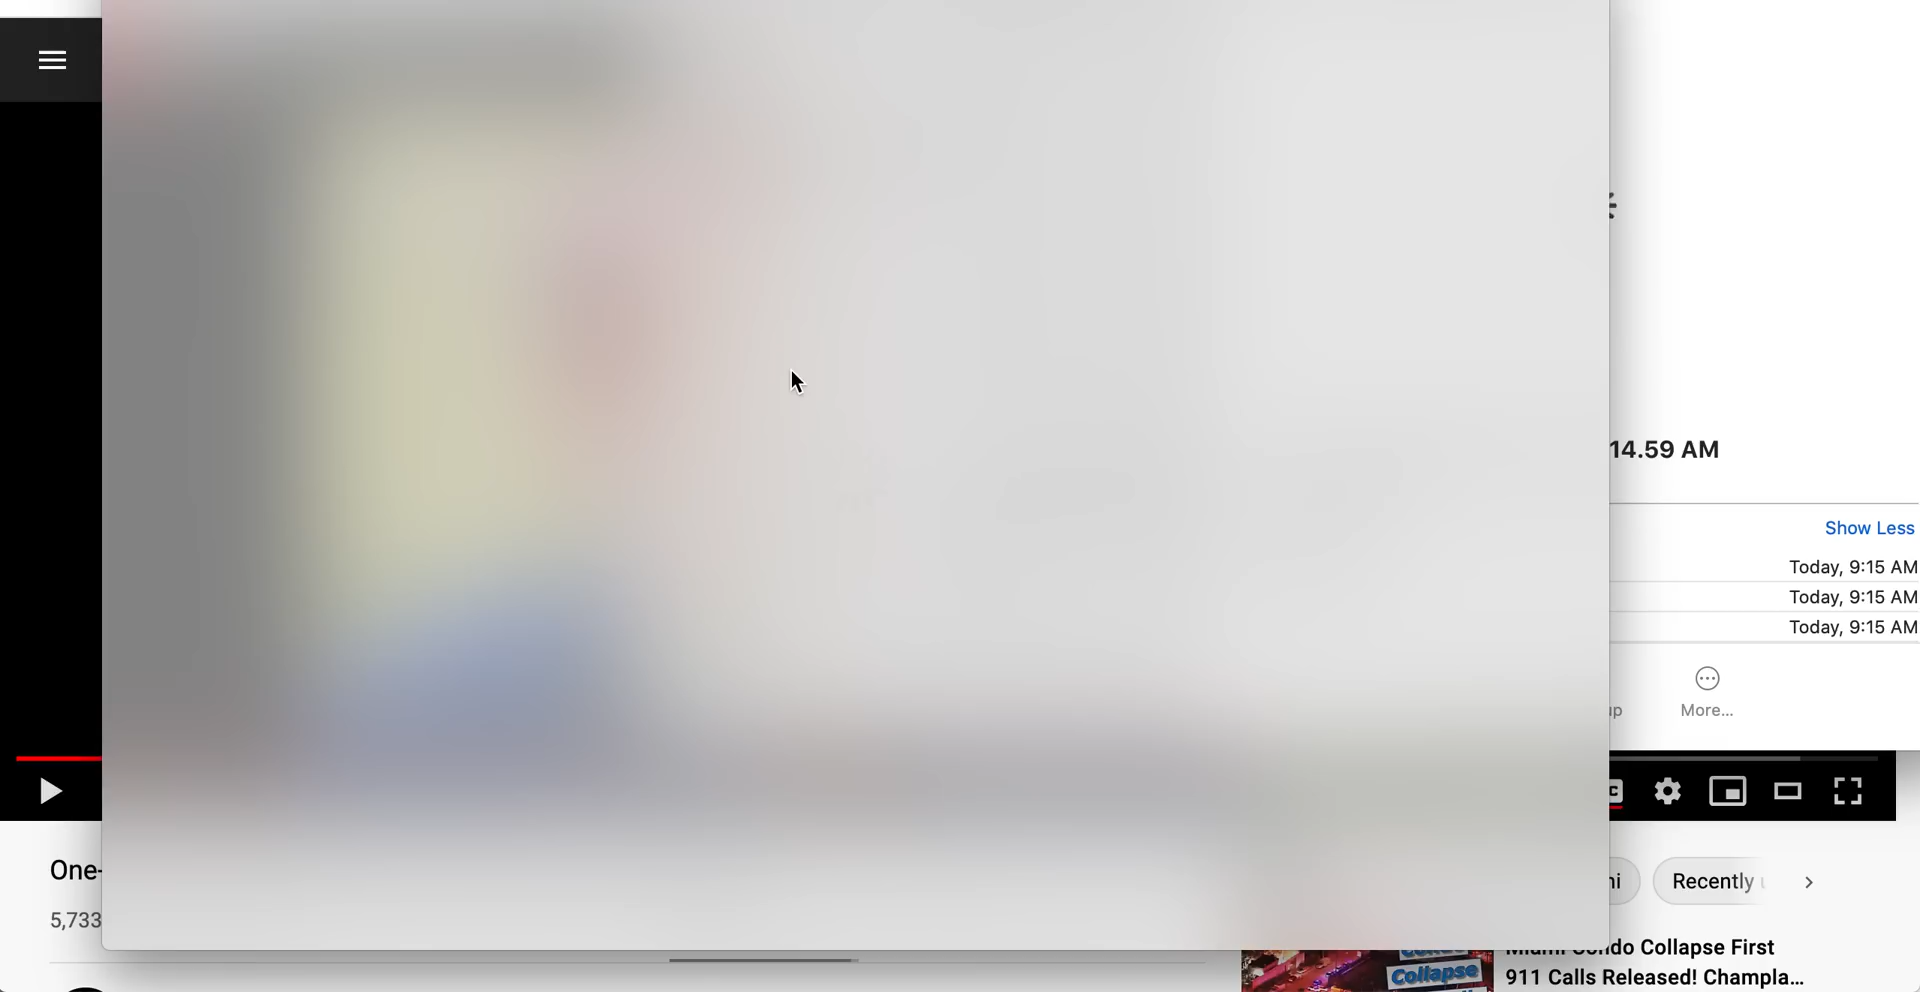 14.59 AM
Show Less
Today, 9:15 AM
Today, 9:15 AM
Today, 9:15 AM
More...
One-
5,733
Recently
Miami Condo Collapse First
911 Calls Released! Champla...
Collapse